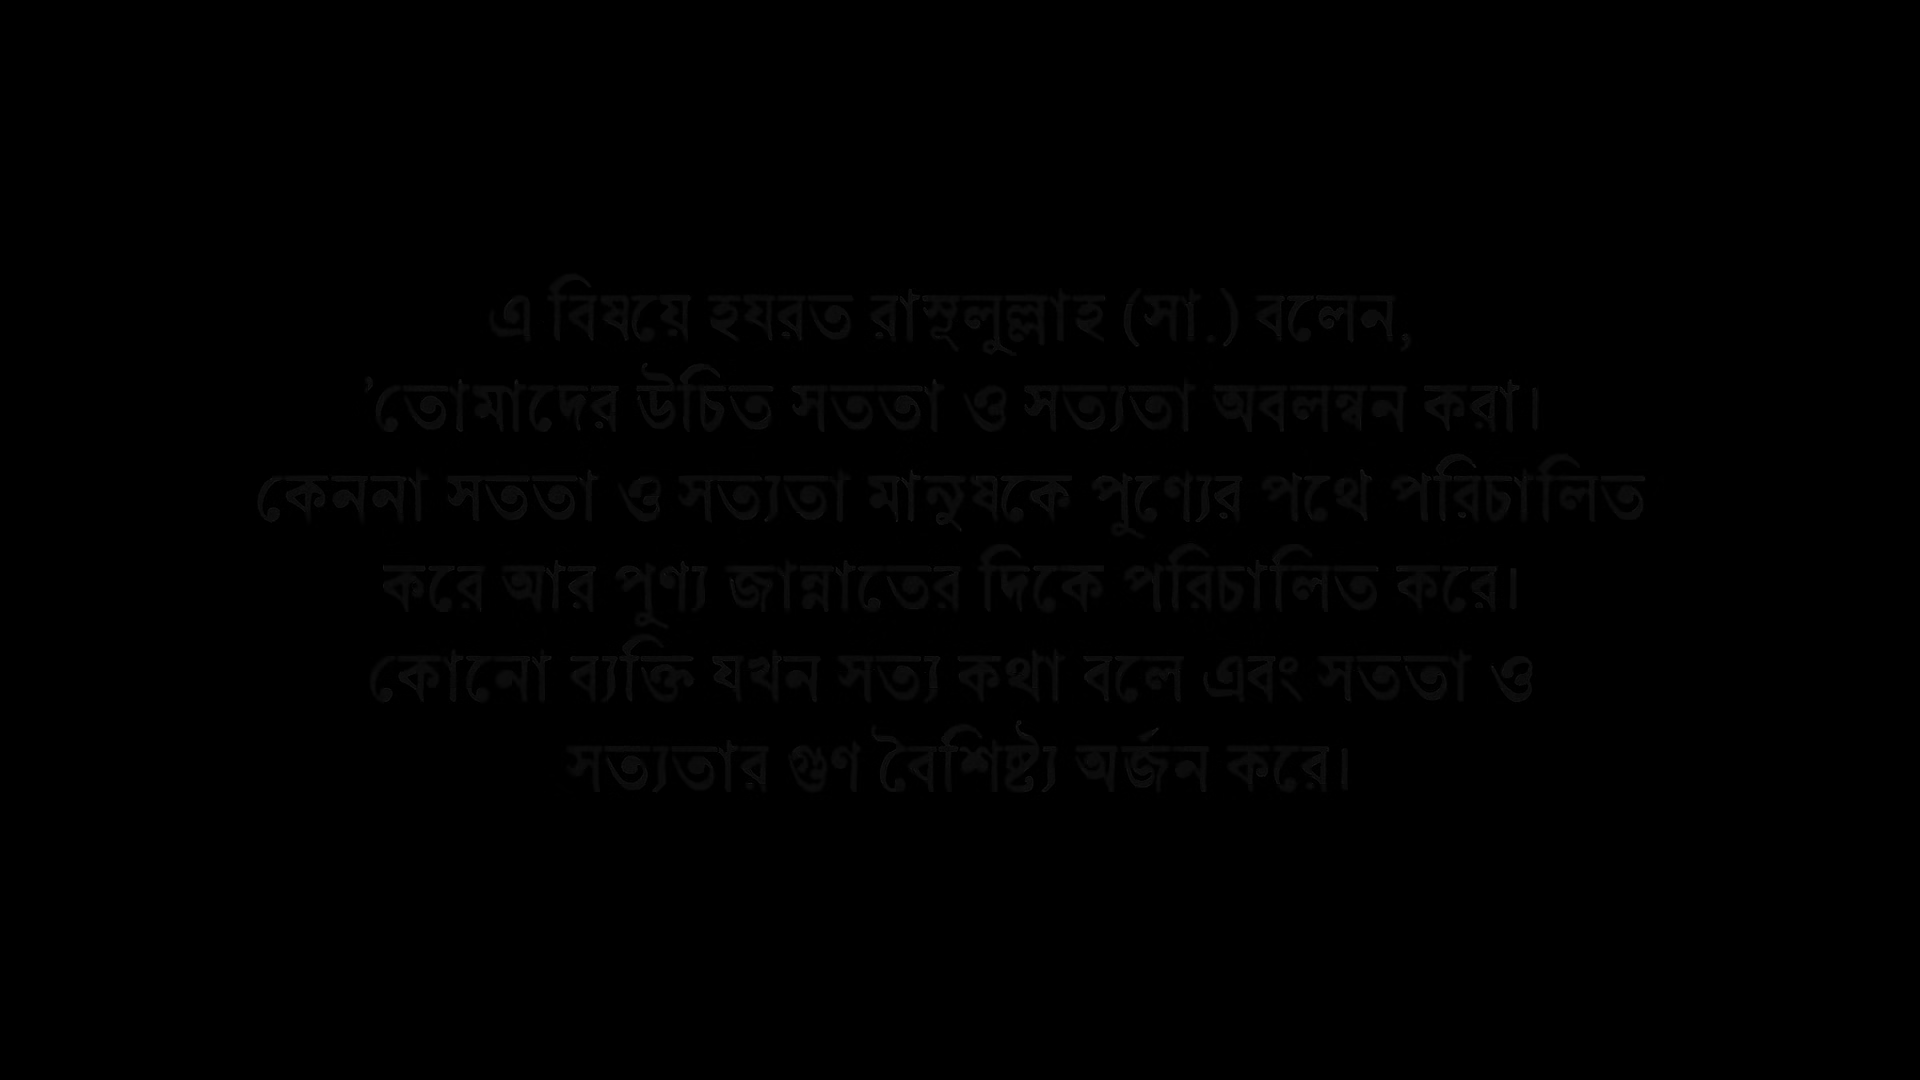 এ বিষয়ে হযরত রাসূলুল্লাহ (সা.) বলেন,
’তোমাদের উচিত সততা ও সত্যতা অবলম্বন করা।
কেননা সততা ও সত্যতা মানুষকে পুণ্যের পথে পরিচালিত
করে আর পুণ্য জান্নাতের দিকে পরিচালিত করে।
কোনো ব্যক্তি যখন সত্য কথা বলে এবং সততা ও
সত্যতার গুণ বৈশিষ্ট্য অর্জন করে।